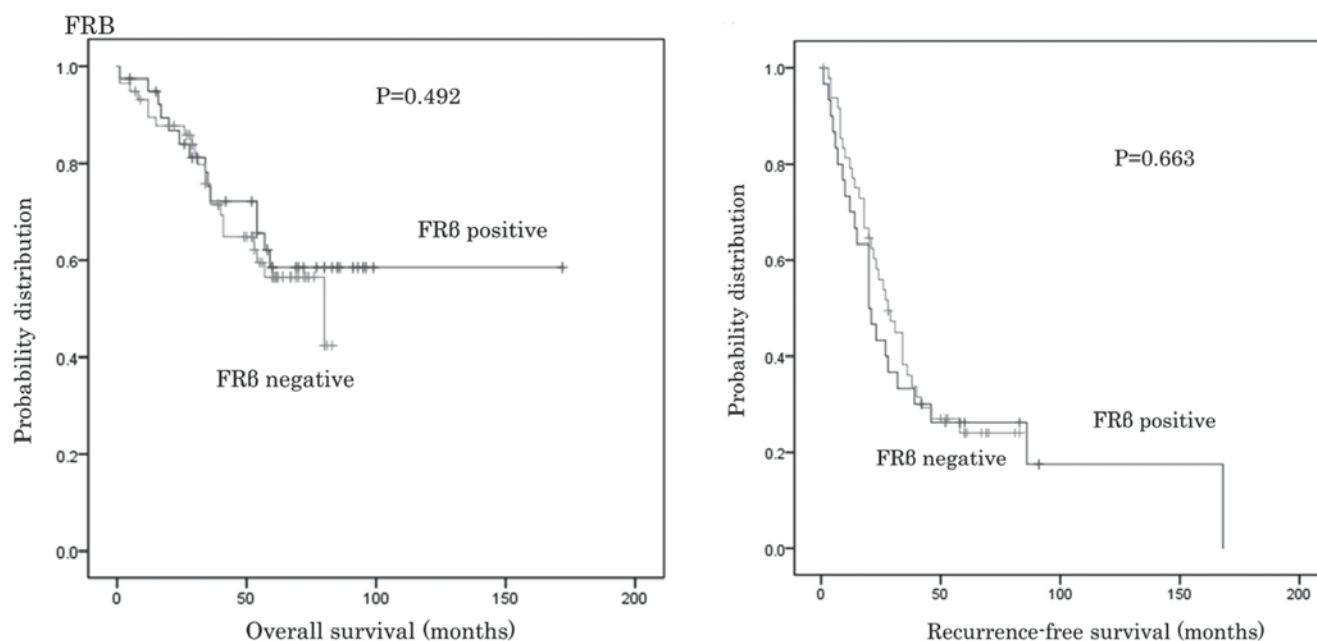 FRB
P=0.492
FRβ positive
FRβ negative
Probability distribution
1.0
0.8
0.6
0.4
0.2
0.0
0
50
100
150
200
Overall survival (months)
P=0.663
FRβ positive
FRβ negative
Probability distribution
1.0
0.8
0.6
0.4
0.2
0.0
0
50
100
150
200
Recurrence-free survival (months)